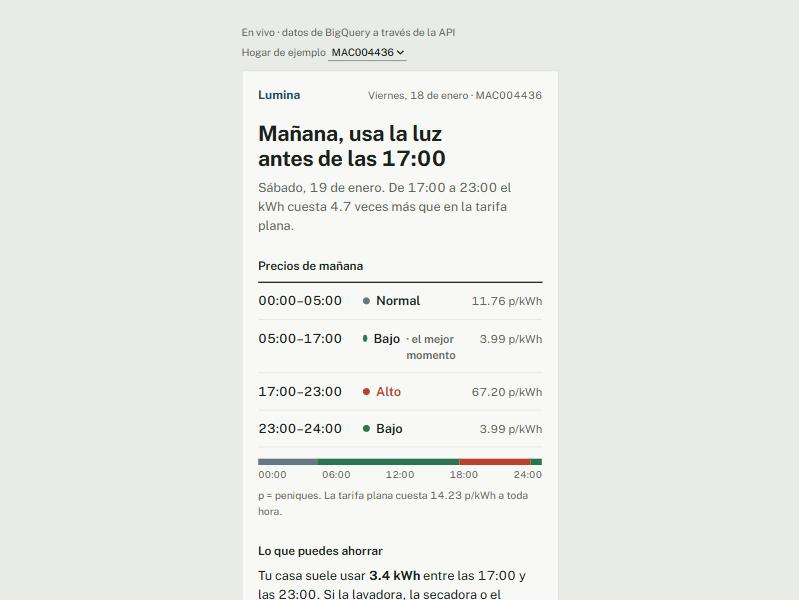 En vivo · datos de BigQuery a través de la API
Hogar de ejemplo MAC004436
Lumina Viernes, 18 de enero · MAC004436
Mañana, usa la luz
antes de las 17:00
Sábado, 19 de enero. De 17:00 a 23:00 el
kWh cuesta 4.7 veces más que en la tarifa
plana.
Precios de mañana
00:00–05:00 Normal 11.76 p/kWh
05:00–17:00 Bajo · el mejor momento 3.99 p/kWh
17:00–23:00 Alto 67.20 p/kWh
23:00–24:00 Bajo 3.99 p/kWh
00:00 06:00 12:00 18:00 24:00
p = peniques. La tarifa plana cuesta 14.23 p/kWh a toda
hora.
Lo que puedes ahorrar
Tu casa suele usar 3.4 kWh entre las 17:00 y
las 23:00. Si la lavadora, la secadora o el